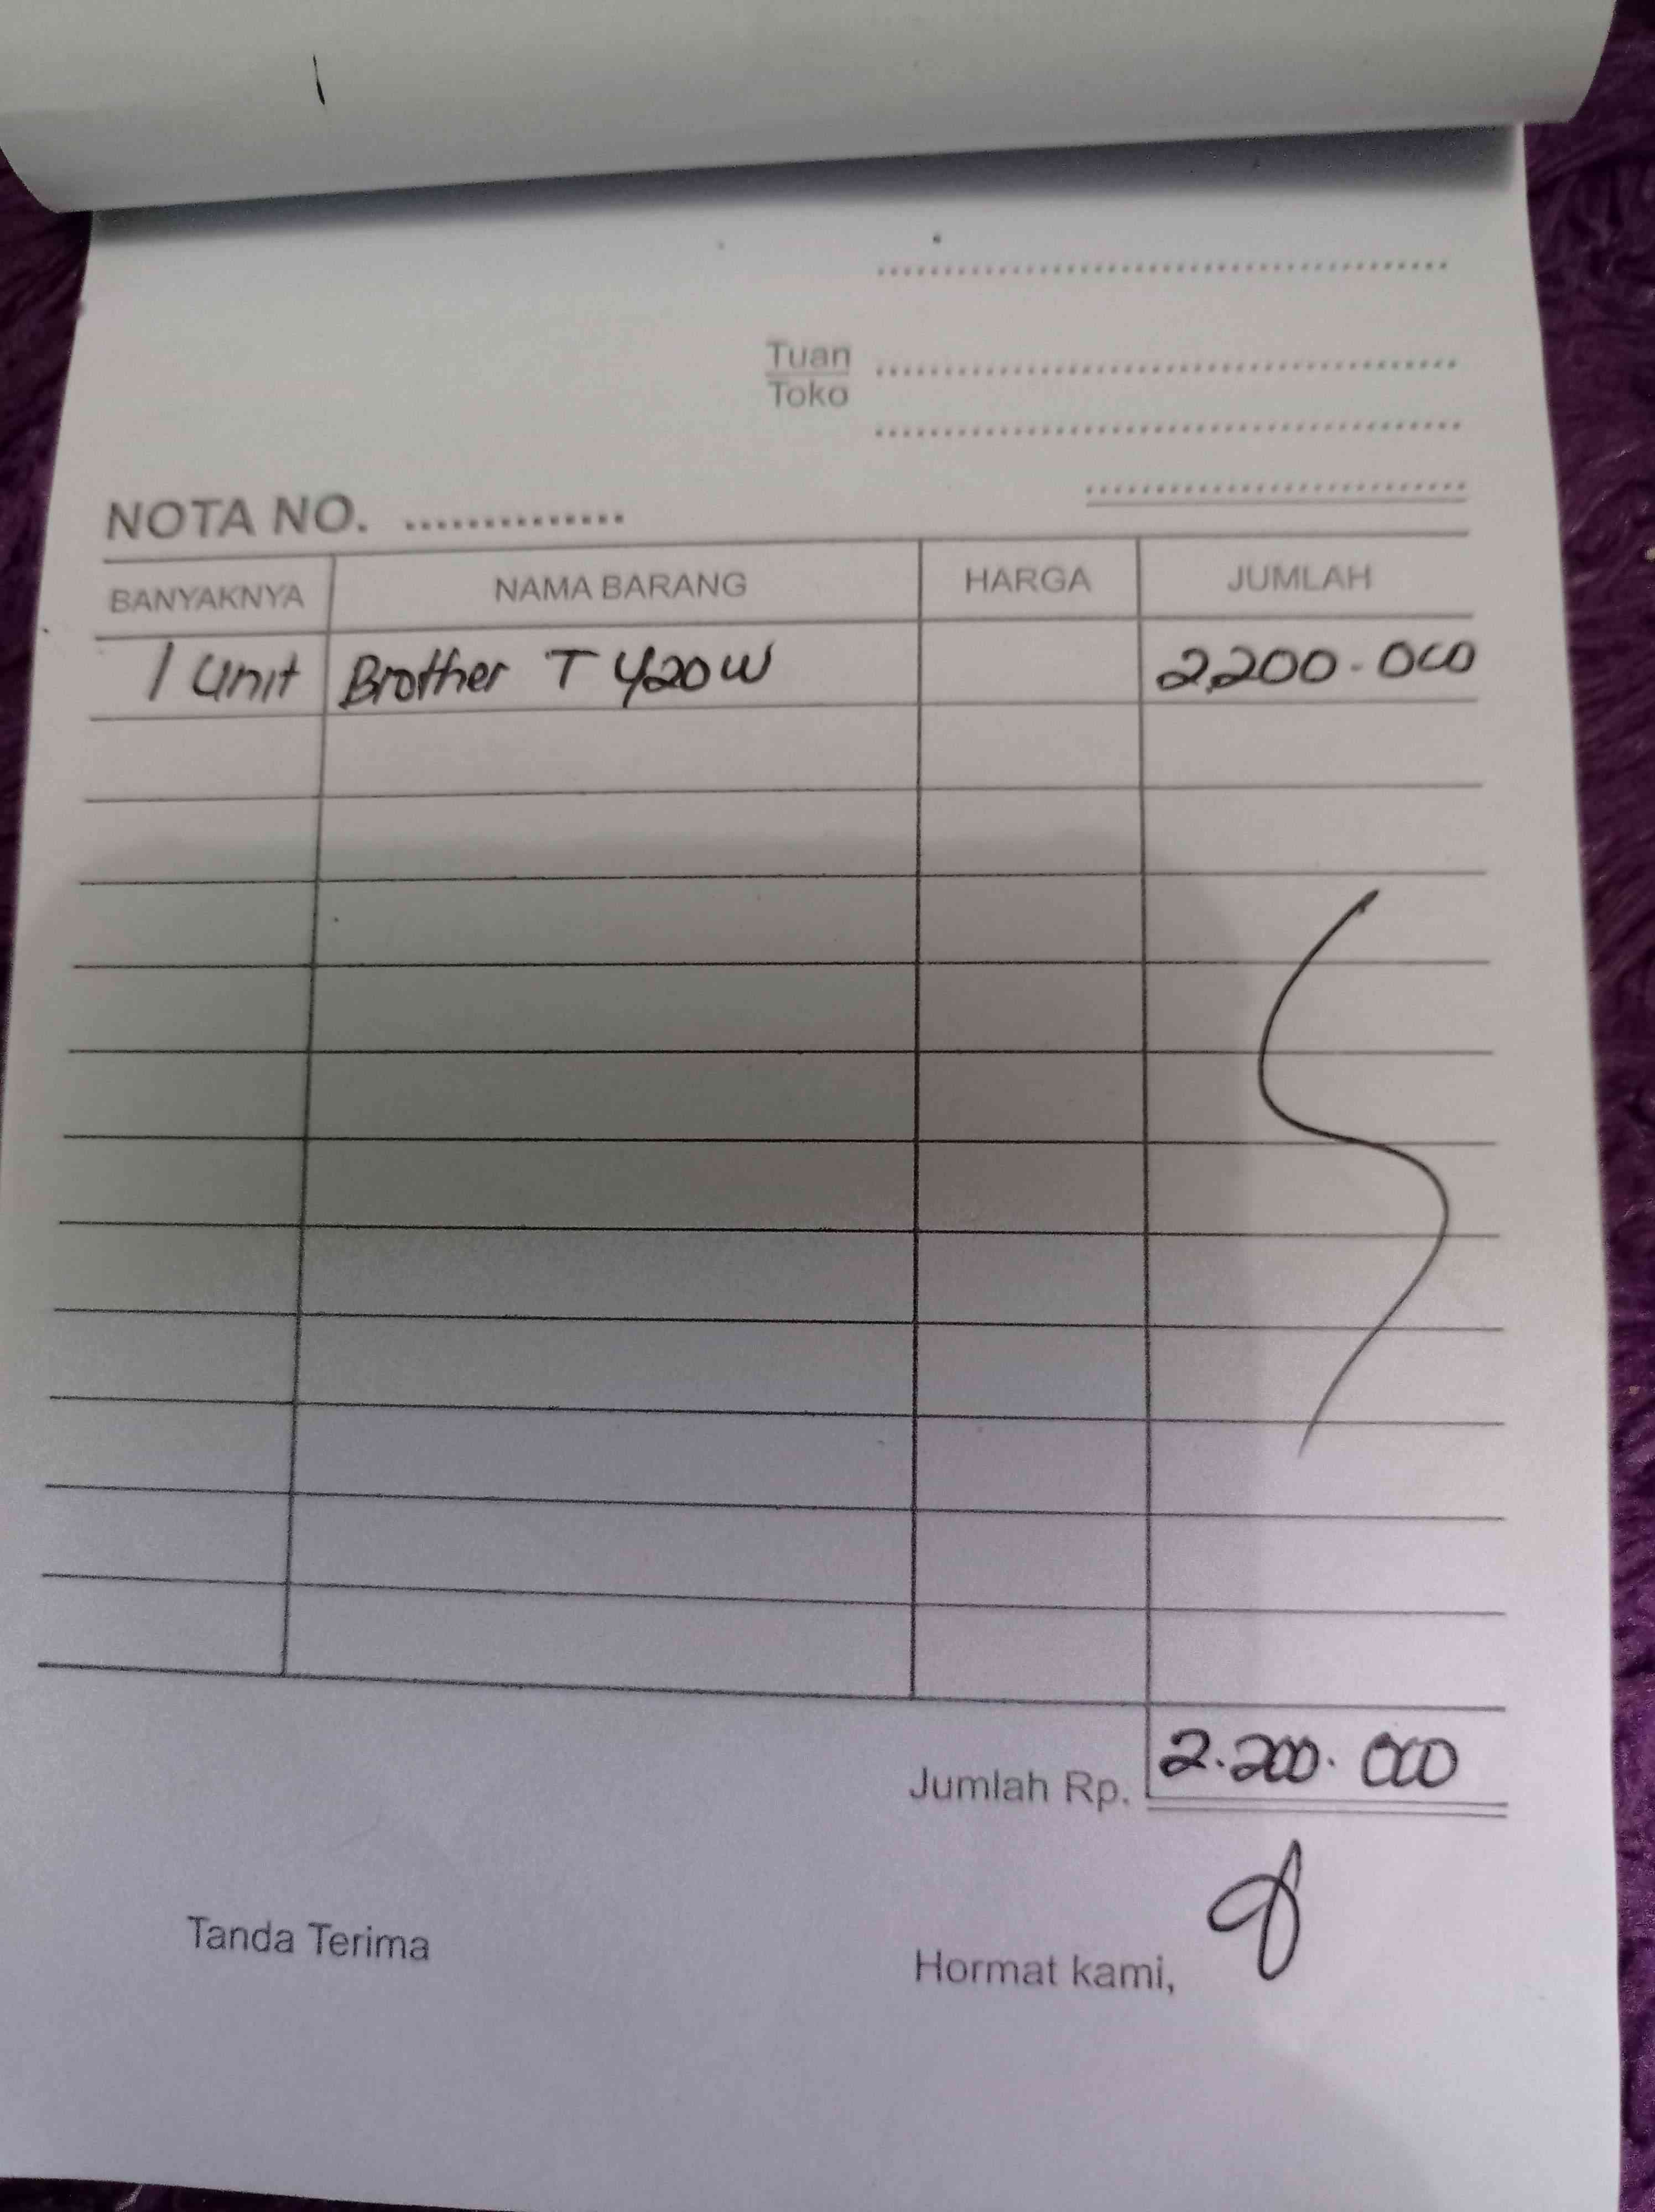 Tuan
Toko
NOTA NO. ..............
BANYAKNYA NAMA BARANG HARGA JUMLAH
1 Unit Brother T 420W 2.200.000
Jumlah Rp. 2.200.000
Tanda Terima Hormat kami,